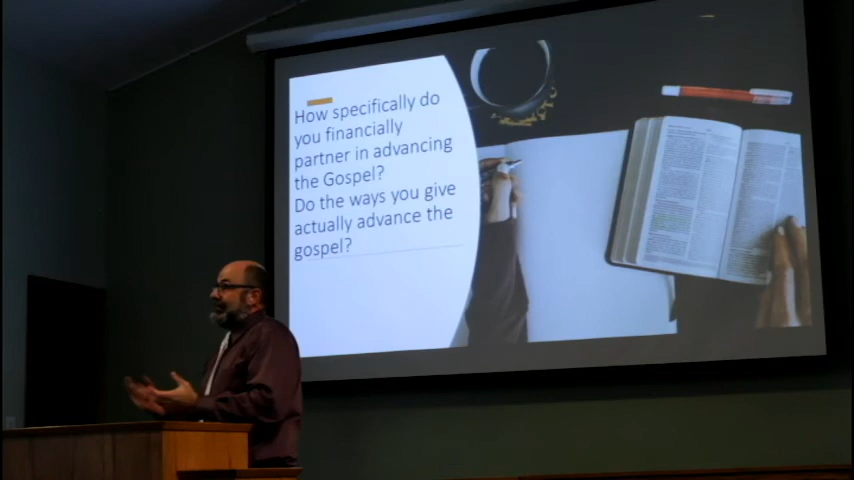 How specifically do
you financially
partner in advancing
the Gospel?
Do the ways you give
actually advance the
gospel?